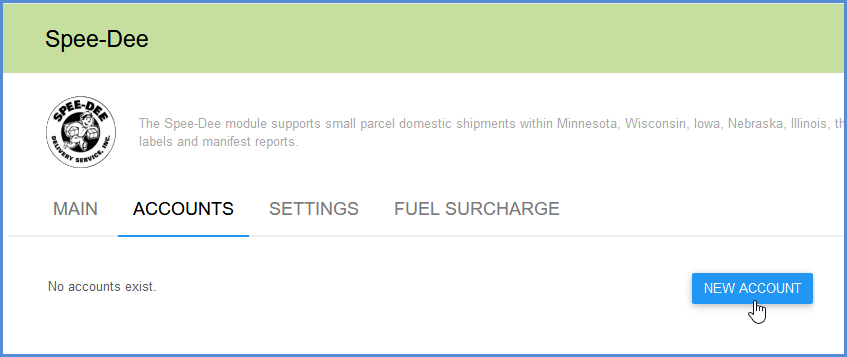 Spee-Dee
SPEE-DEE
DELIVERY SERVICE, INC.
The Spee-Dee module supports small parcel domestic shipments within Minnesota, Wisconsin, Iowa, Nebraska, Illinois,
labels and manifest reports.
MAIN ACCOUNTS SETTINGS FUEL SURCHARGE
No accounts exist. NEW ACCOUNT